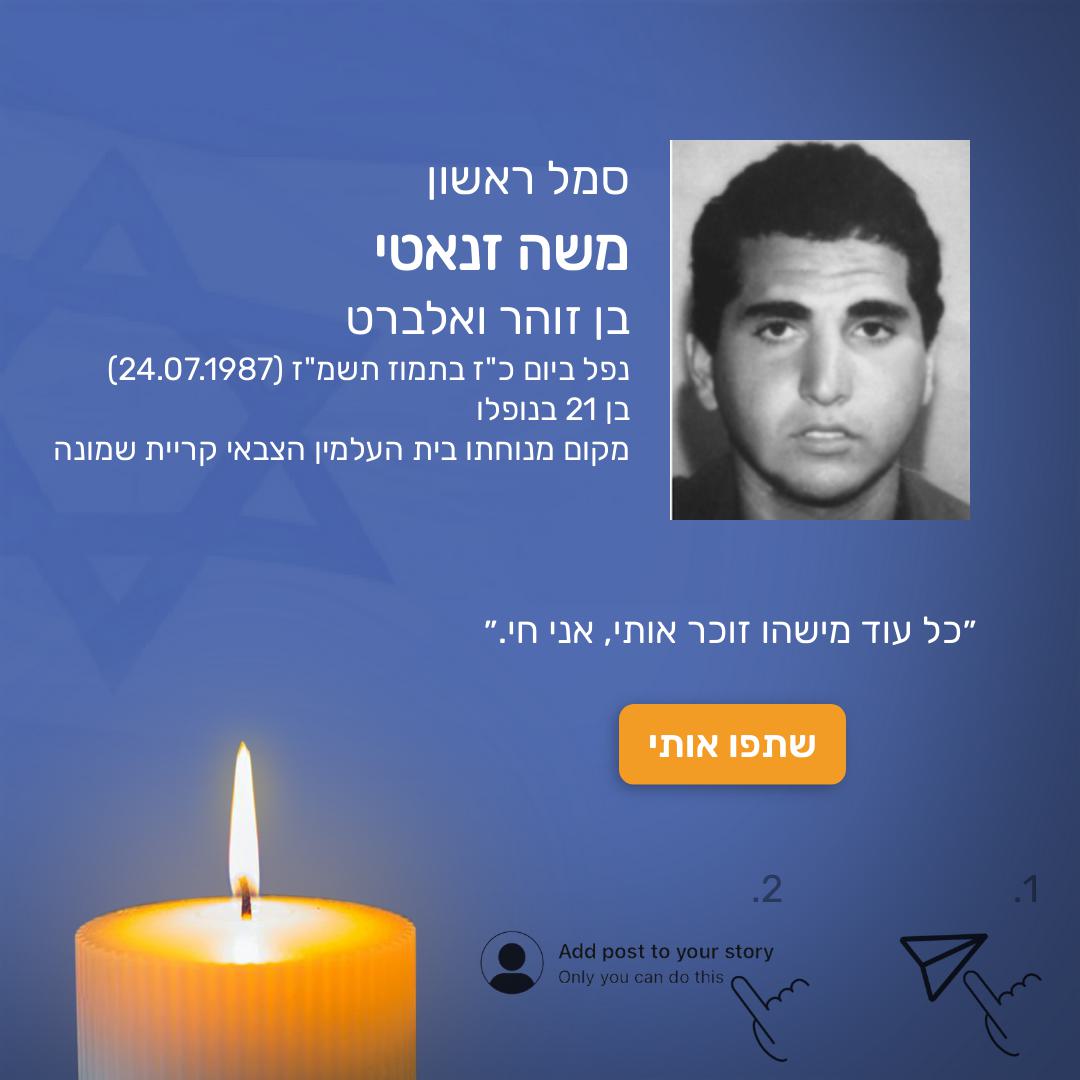 סמל ראשון
משה זנאטי
בן זוהר ואלברט
נפל ביום כ"ז בתמוז תשמ"ז (24.07.1987)
בן 21 בנופלו
מקום מנוחתו בית העלמין הצבאי קריית שמונה
״כל עוד מישהו זוכר אותי, אני חי.״
שתפו אותי
1.
2.
Add post to your story
Only you can do this